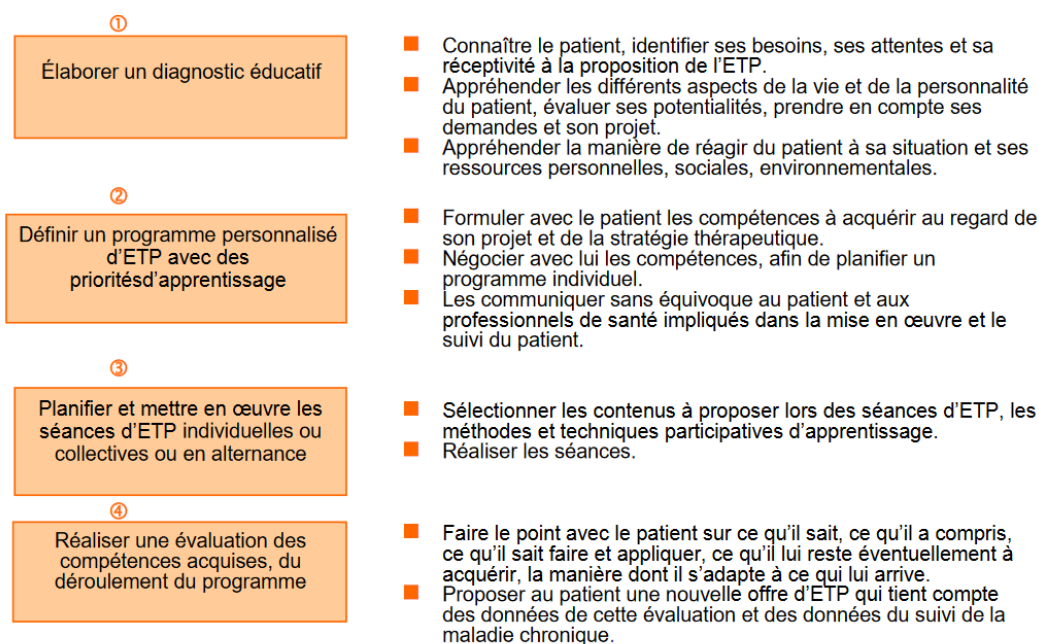 ①
Élaborer un diagnostic éducatif
■ Connaître le patient, identifier ses besoins, ses attentes et sa
réceptivité à la proposition de l'ETP.
■ Appréhender les différents aspects de la vie et de la personnalité
du patient, évaluer ses potentialités, prendre en compte ses
demandes et son projet.
■ Appréhender la manière de réagir du patient à sa situation et ses
ressources personnelles, sociales, environnementales.
②
Définir un programme personnalisé
d'ETP avec des
prioritésd'apprentissage
■ Formuler avec le patient les compétences à acquérir au regard de
son projet et de la stratégie thérapeutique.
■ Négocier avec lui les compétences, afin de planifier un
programme individuel.
■ Les communiquer sans équivoque au patient et aux
professionnels de santé impliqués dans la mise en œuvre et le
suivi du patient.
③
Planifier et mettre en œuvre les
séances d'ETP individuelles ou
collectives ou en alternance
■ Sélectionner les contenus à proposer lors des séances d'ETP, les
méthodes et techniques participatives d'apprentissage.
■ Réaliser les séances.
④
Réaliser une évaluation des
compétences acquises, du
déroulement du programme
■ Faire le point avec le patient sur ce qu'il sait, ce qu'il a compris,
ce qu'il sait faire et appliquer, ce qu'il lui reste éventuellement à
acquérir, la manière dont il s'adapte à ce qui lui arrive.
■ Proposer au patient une nouvelle offre d'ETP qui tient compte
des données de cette évaluation et des données du suivi de la
maladie chronique.